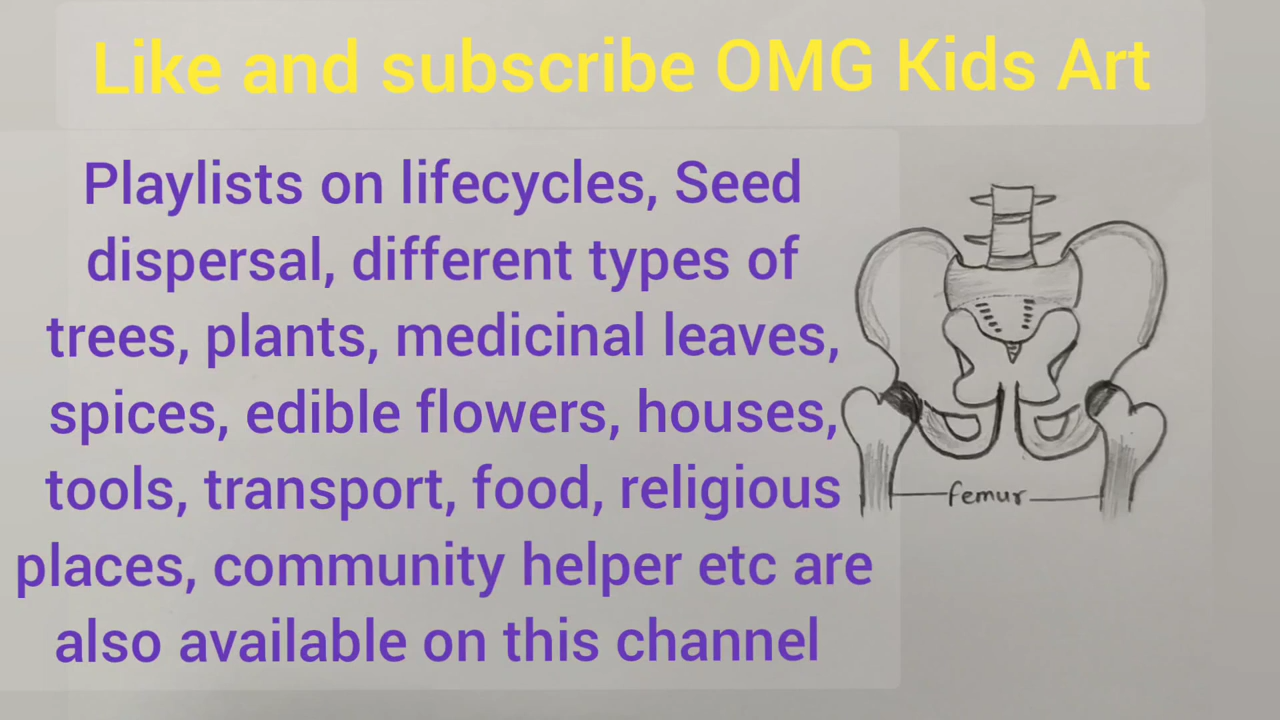 Like and subscribe OMG Kids Art
Playlists on lifecycles, Seed
dispersal, different types of
trees, plants, medicinal leaves,
spices, edible flowers, houses,
tools, transport, food, religious
places, community helper etc are
also available on this channel
femur